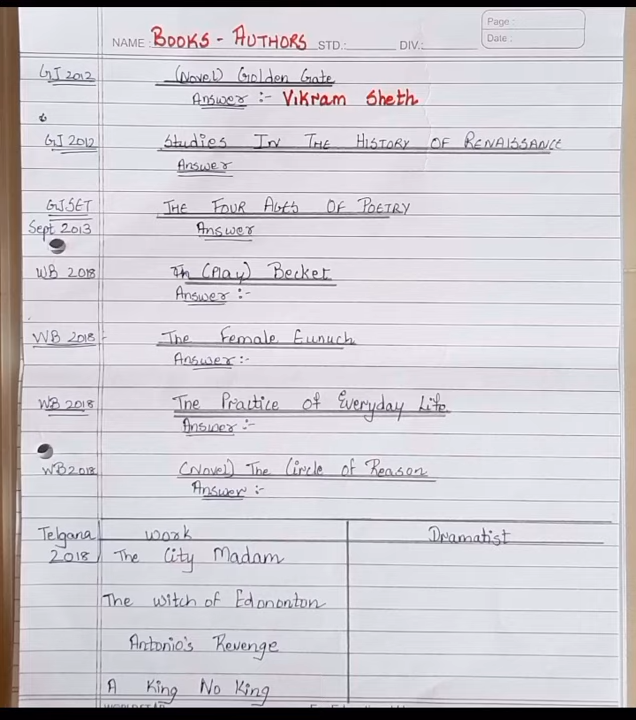 Page :
Date :
NAME : BOOKS - AUTHORS STD.: DIV.:
GJ 2012 (Novel) Golden Gate
Answer :- Vikram Sheth
GJ 2012 Studies IN THE HISTORY OF RENAISSANCE
Answer
GJSET THE FOUR AGES OF POETRY
Sept 2013 Answer
WB 2018 (Play) Becket
Answer :-
WB 2018 The Female Eunuch
Answer :-
WB 2018 The Practice of Everyday Life
Answer :-
WB 2018 (Novel) The Circle of Reason
Answer :-
Telgana work Dramatist
2018 The City Madam
The witch of Edononton
Antonio's Revenge
A King No King